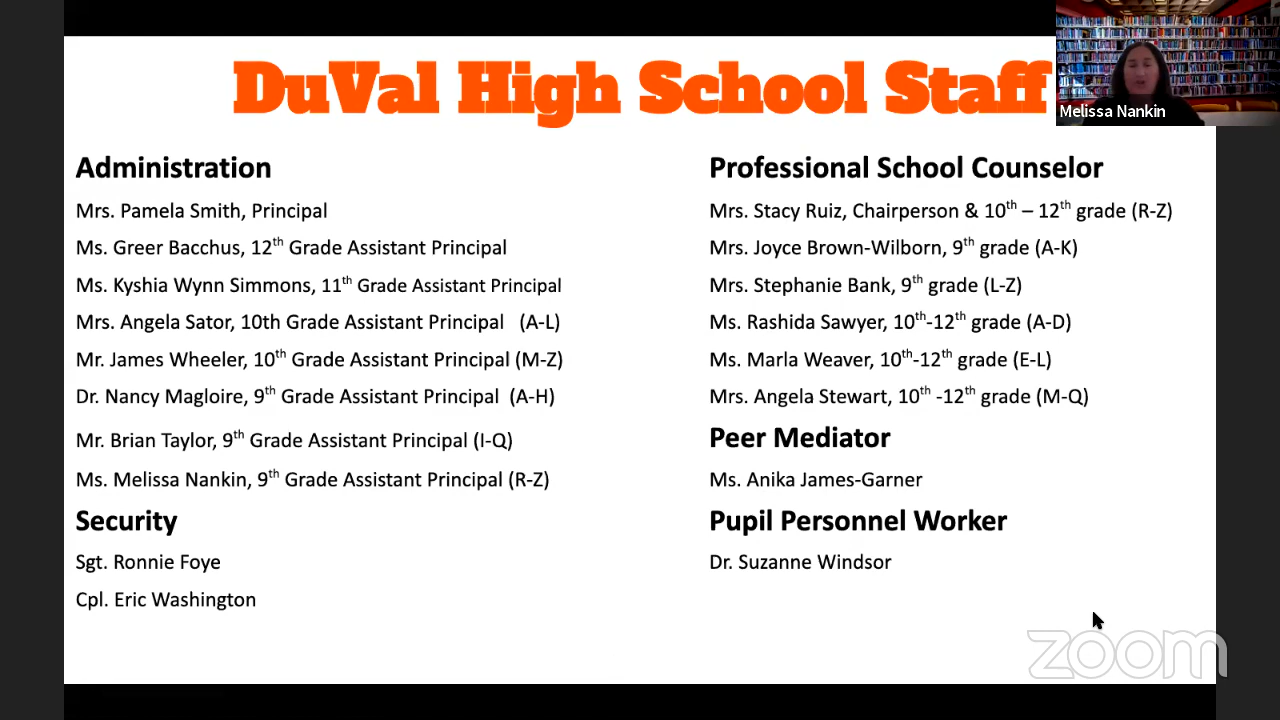 DuVal High School Staff
Melissa Nankin
Administration
Mrs. Pamela Smith, Principal
Ms. Greer Bacchus, 12th Grade Assistant Principal
Ms. Kyshia Wynn Simmons, 11th Grade Assistant Principal
Mrs. Angela Sator, 10th Grade Assistant Principal (A-L)
Mr. James Wheeler, 10th Grade Assistant Principal (M-Z)
Dr. Nancy Magloire, 9th Grade Assistant Principal (A-H)
Mr. Brian Taylor, 9th Grade Assistant Principal (I-Q)
Ms. Melissa Nankin, 9th Grade Assistant Principal (R-Z)
Security
Sgt. Ronnie Foye
Cpl. Eric Washington
Professional School Counselor
Mrs. Stacy Ruiz, Chairperson & 10th – 12th grade (R-Z)
Mrs. Joyce Brown-Wilborn, 9th grade (A-K)
Mrs. Stephanie Bank, 9th grade (L-Z)
Ms. Rashida Sawyer, 10th-12th grade (A-D)
Ms. Marla Weaver, 10th-12th grade (E-L)
Mrs. Angela Stewart, 10th -12th grade (M-Q)
Peer Mediator
Ms. Anika James-Garner
Pupil Personnel Worker
Dr. Suzanne Windsor
zoom